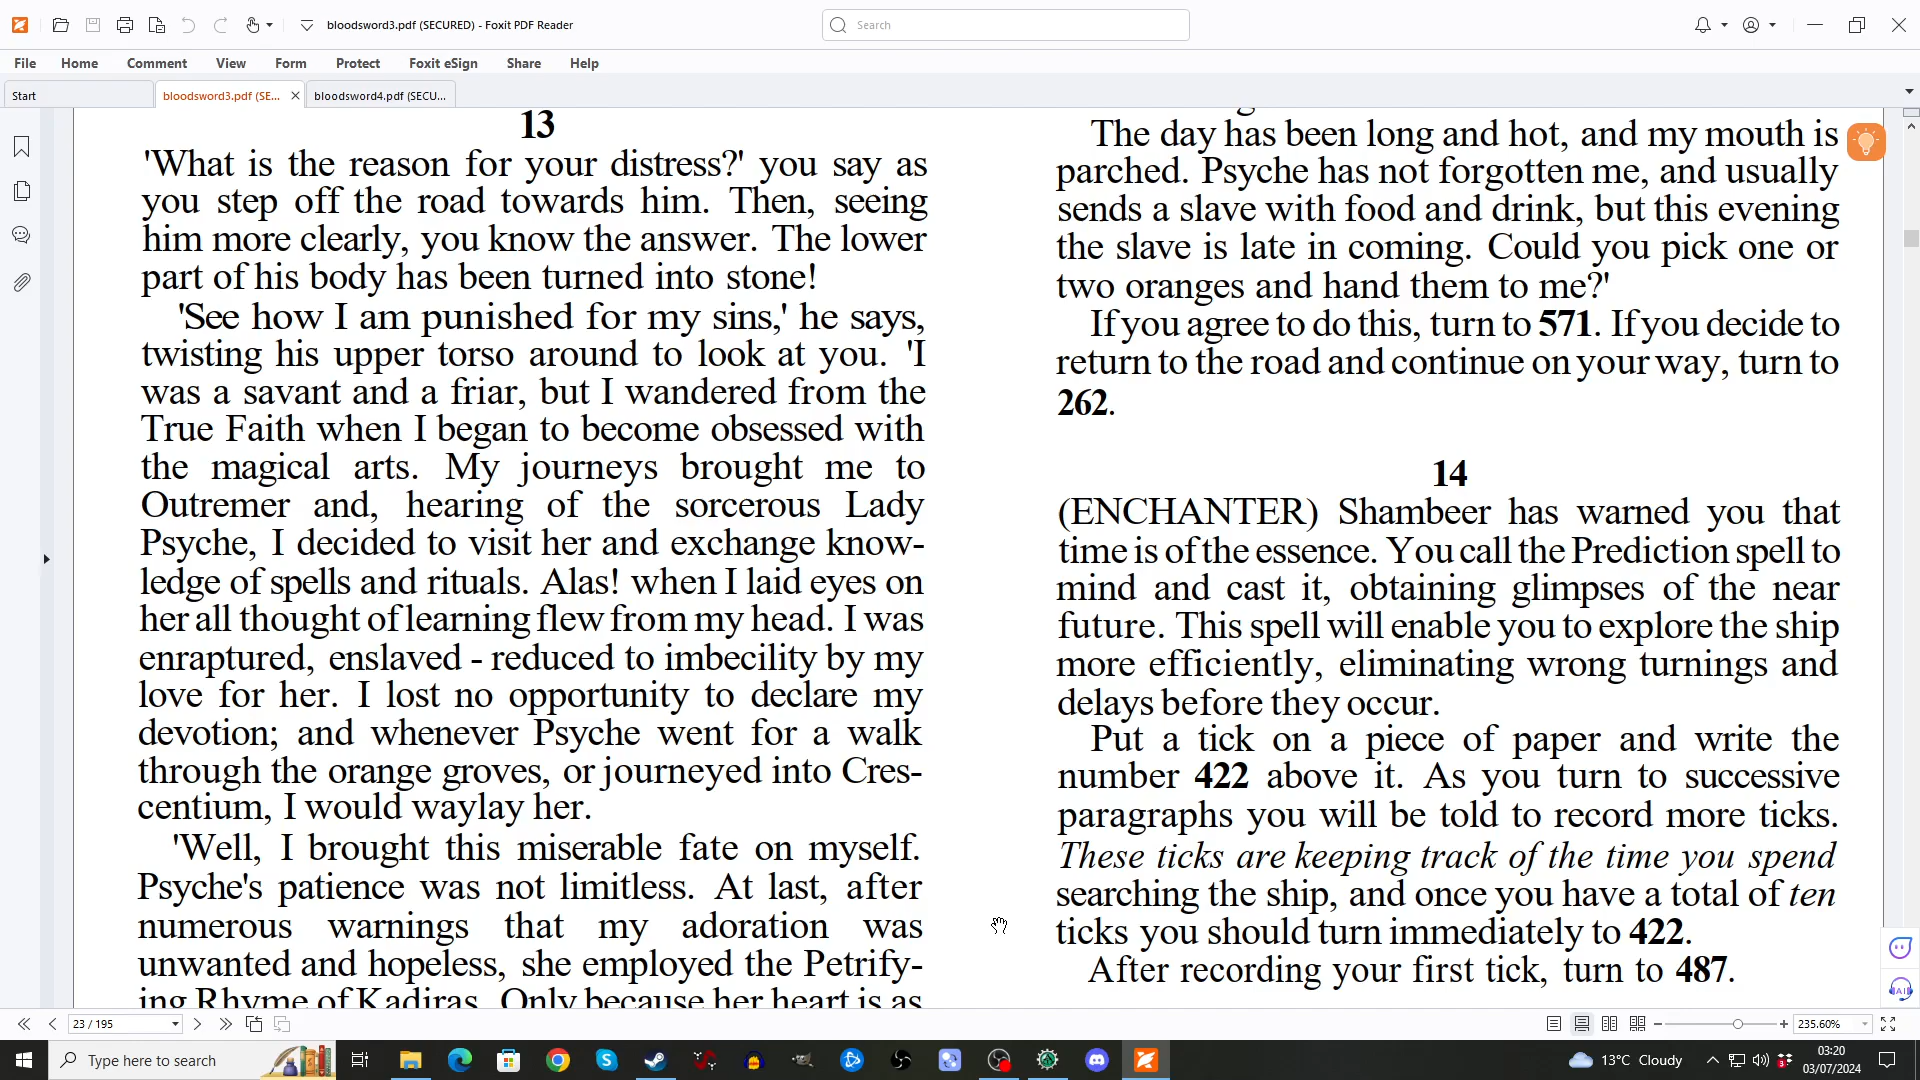 bloodsword3.pdf (SECURED) - Foxit PDF Reader
Search
File Home Comment View Form Protect Foxit eSign Share Help
Start
bloodsword3.pdf (SE...
bloodsword4.pdf (SECU...
13
'What is the reason for your distress?' you say as
you step off the road towards him. Then, seeing
him more clearly, you know the answer. The lower
part of his body has been turned into stone!
'See how I am punished for my sins,' he says,
twisting his upper torso around to look at you. 'I
was a savant and a friar, but I wandered from the
True Faith when I began to become obsessed with
the magical arts. My journeys brought me to
Outremer and, hearing of the sorcerous Lady
Psyche, I decided to visit her and exchange know-
ledge of spells and rituals. Alas! when I laid eyes on
her all thought of learning flew from my head. I was
enraptured, enslaved - reduced to imbecility by my
love for her. I lost no opportunity to declare my
devotion; and whenever Psyche went for a walk
through the orange groves, or journeyed into Cres-
centium, I would waylay her.
'Well, I brought this miserable fate on myself.
Psyche's patience was not limitless. At last, after
numerous warnings that my adoration was
unwanted and hopeless, she employed the Petrify-
ing Rhyme of Kadiras. Only because her heart is as
The day has been long and hot, and my mouth is
parched. Psyche has not forgotten me, and usually
sends a slave with food and drink, but this evening
the slave is late in coming. Could you pick one or
two oranges and hand them to me?'
If you agree to do this, turn to 571. If you decide to
return to the road and continue on your way, turn to
262.
14
(ENCHANTER) Shambeer has warned you that
time is of the essence. You call the Prediction spell to
mind and cast it, obtaining glimpses of the near
future. This spell will enable you to explore the ship
more efficiently, eliminating wrong turnings and
delays before they occur.
Put a tick on a piece of paper and write the
number 422 above it. As you turn to successive
paragraphs you will be told to record more ticks.
These ticks are keeping track of the time you spend
searching the ship, and once you have a total of ten
ticks you should turn immediately to 422.
After recording your first tick, turn to 487.
AI
23 / 195
235.60%
Type here to search
13°C Cloudy
03:20
03/07/2024